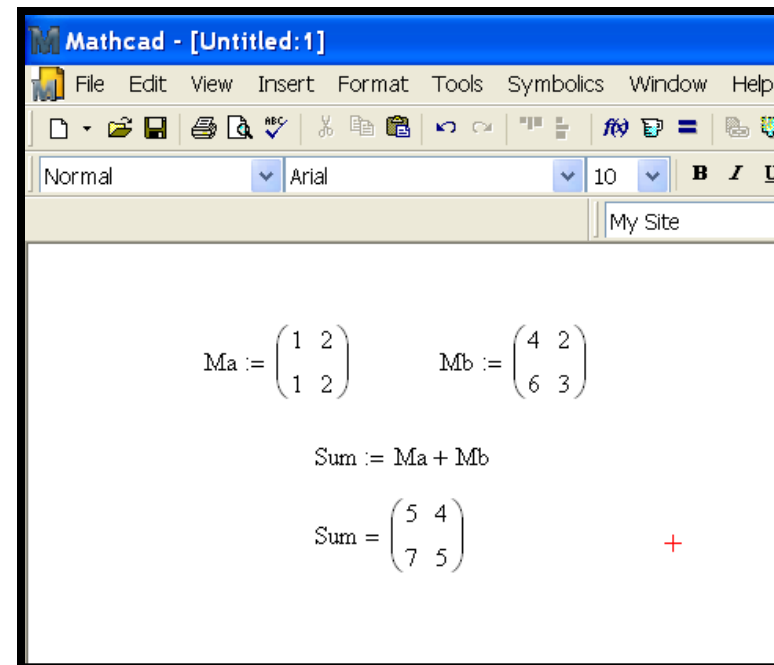 Mathcad - [Untitled:1]
File Edit View Insert Format Tools Symbolics Window Help
ABC f(x) =
Normal Arial 10 B I U
My Site
Ma := (1 2 Mb := (4 2
1 2) 6 3)
Sum := Ma + Mb
Sum = (5 4
7 5)